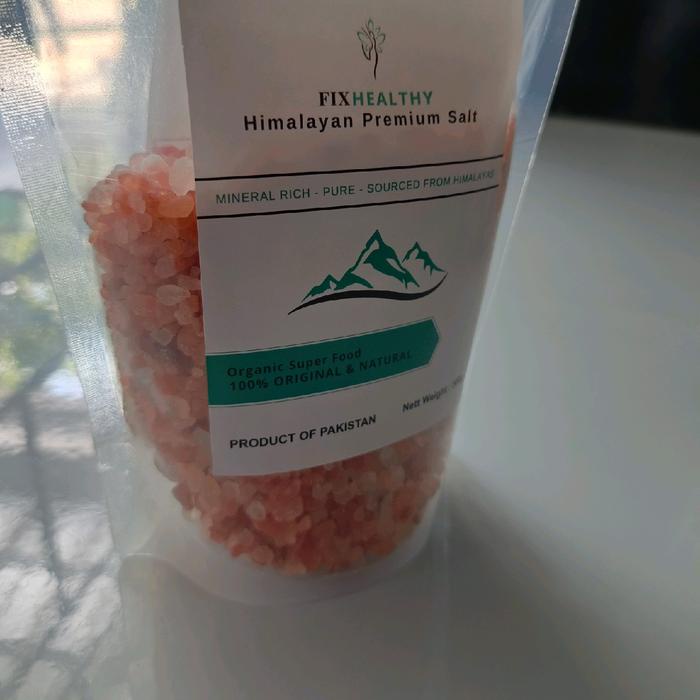 FIXHEALTHY
Himalayan Premium Salt
MINERAL RICH - PURE - SOURCED FROM HIMALAYAS
Organic Super Food
100% ORIGINAL & NATURAL
Nett Weight :
PRODUCT OF PAKISTAN